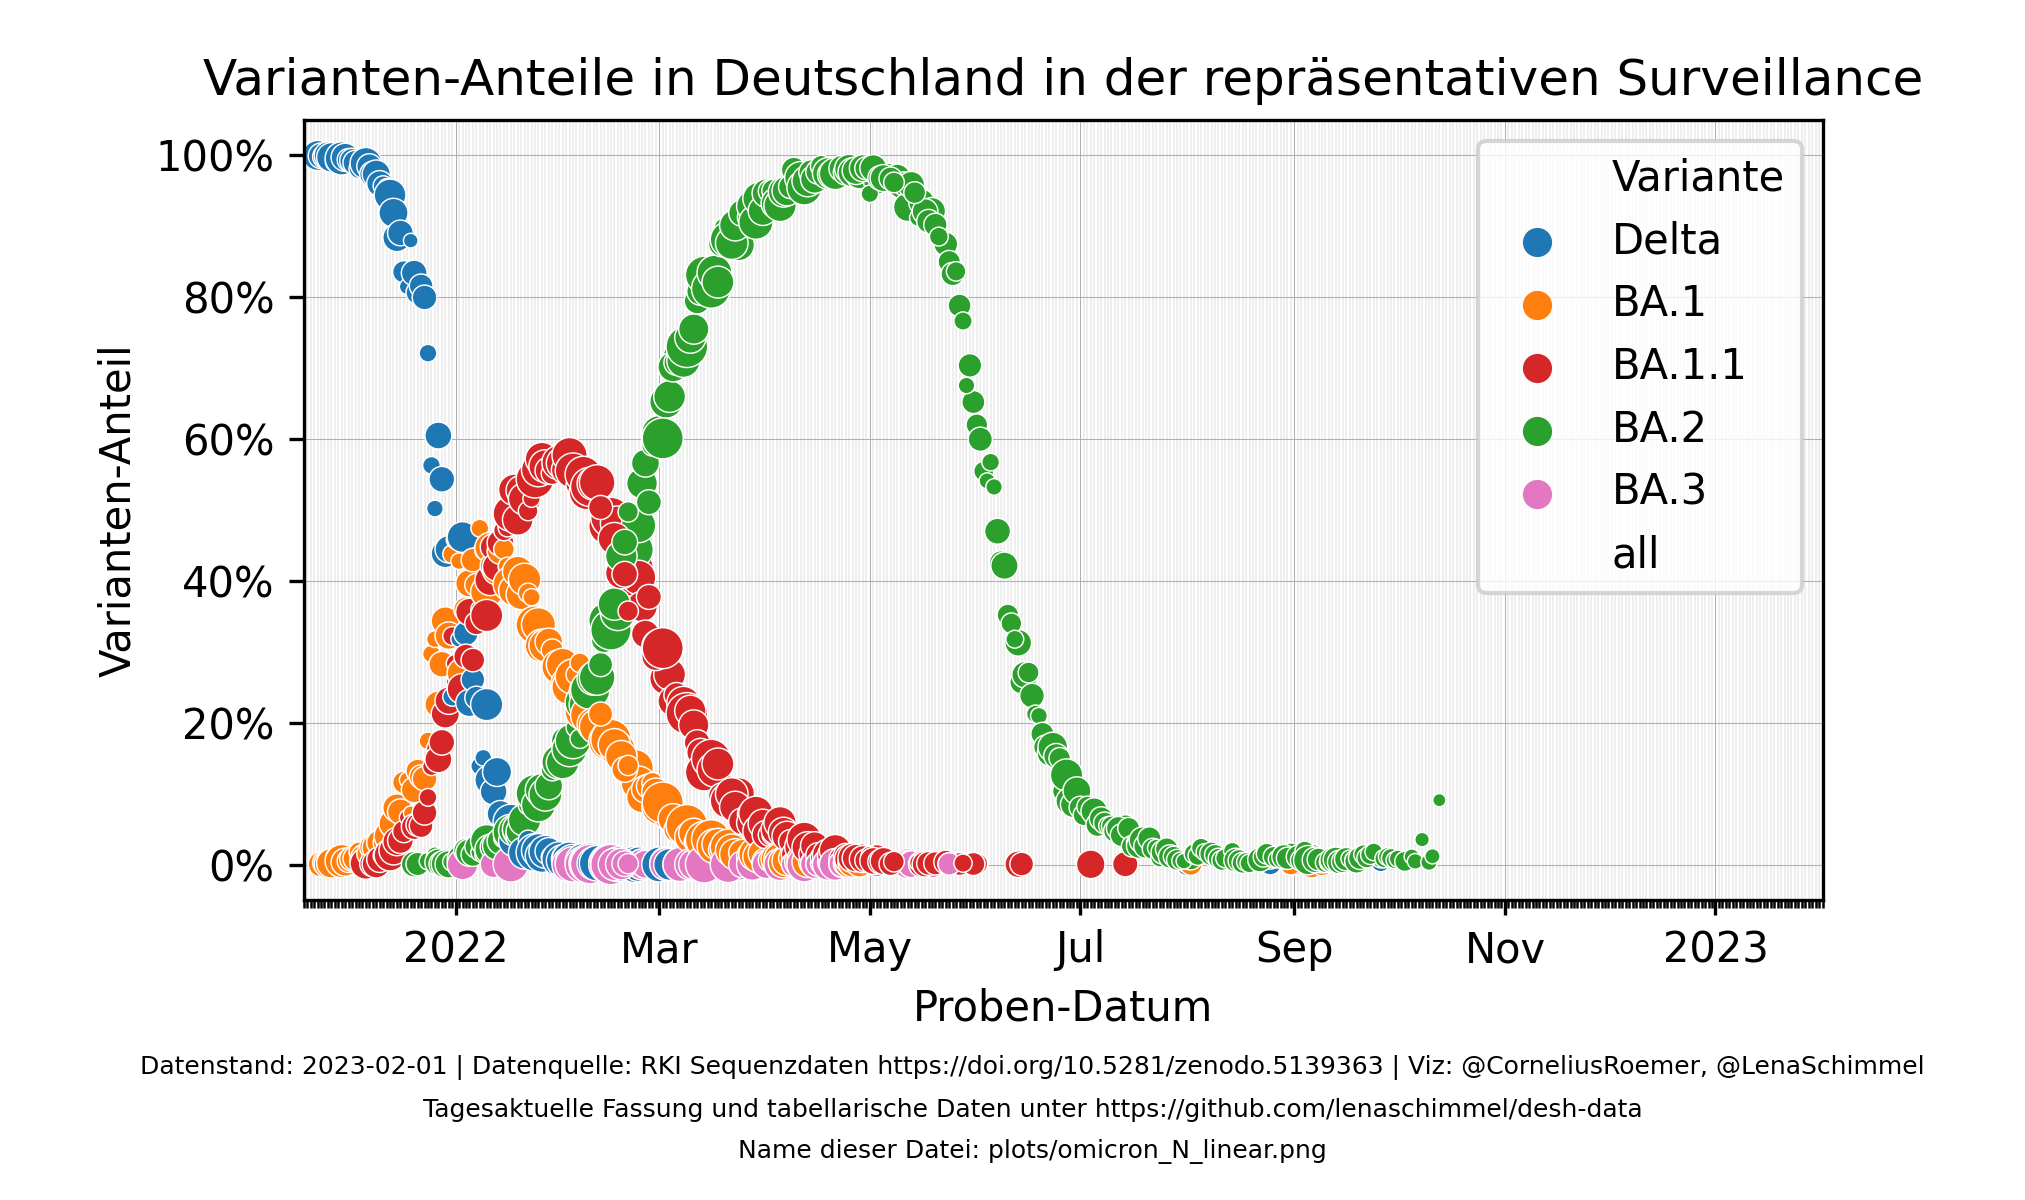 Varianten-Anteile in Deutschland in der repräsentativen Surveillance
Varianten-Anteil
100%
80%
60%
40%
20%
0%
Variante
Delta
BA.1
BA.1.1
BA.2
BA.3
all
2022 Mar May Jul Sep Nov 2023
Proben-Datum
Datenstand: 2023-02-01 | Datenquelle: RKI Sequenzdaten https://doi.org/10.5281/zenodo.5139363 | Viz: @CorneliusRoemer, @LenaSchimmel
Tagesaktuelle Fassung und tabellarische Daten unter https://github.com/lenaschimmel/desh-data
Name dieser Datei: plots/omicron_N_linear.png